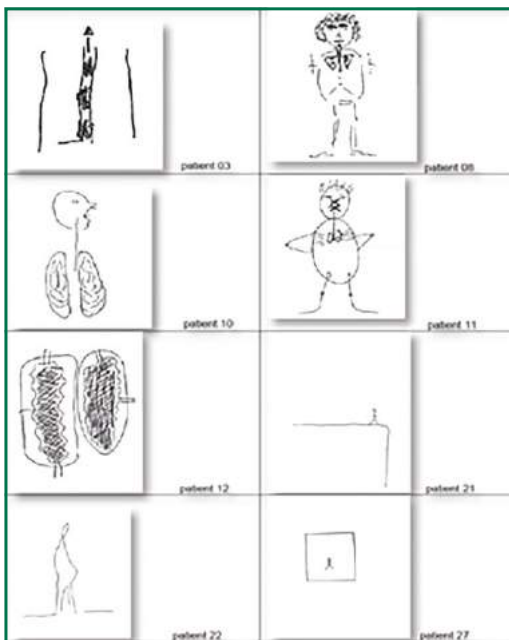 patient 03
patient 08
patient 10
patient 11
patient 12
patient 21
patient 22
patient 27